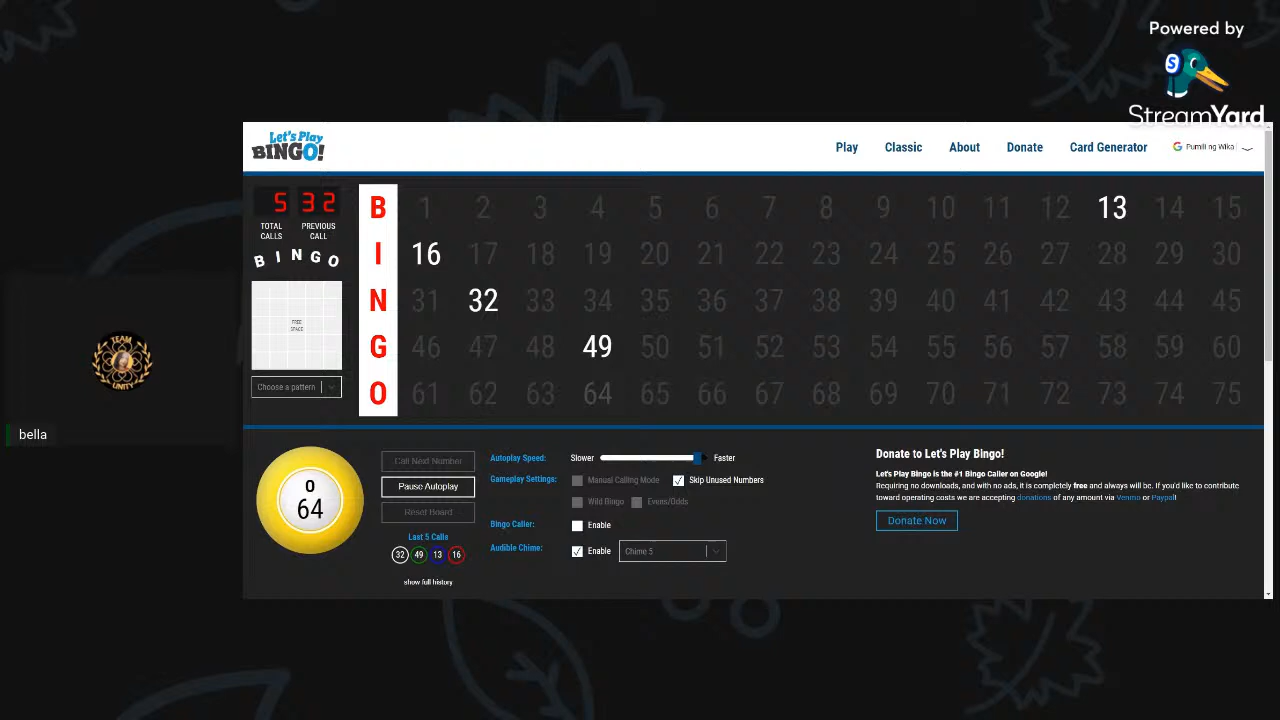 Powered by
StreamYard
Let's Play
BINGO!
Play Classic About Donate Card Generator Pumili ng Wika
5 32
TOTAL CALLS PREVIOUS CALL
B I N G O
FREE SPACE
Choose a pattern
B 1 2 3 4 5 6 7 8 9 10 11 12 13 14 15
I 16 17 18 19 20 21 22 23 24 25 26 27 28 29 30
N 31 32 33 34 35 36 37 38 39 40 41 42 43 44 45
G 46 47 48 49 50 51 52 53 54 55 56 57 58 59 60
O 61 62 63 64 65 66 67 68 69 70 71 72 73 74 75
TEAM
UNITY
bella
O
64
Call Next Number
Pause Autoplay
Reset Board
Last 5 Calls
32 49 13 16
show full history
Autoplay Speed: Slower Faster
Gameplay Settings: Manual Calling Mode Skip Unused Numbers
Wild Bingo Evens/Odds
Bingo Caller: Enable
Audible Chime: Enable Chime 5
Donate to Let's Play Bingo!
Let's Play Bingo is the #1 Bingo Caller on Google!
Requiring no downloads, and with no ads, it is completely free and always will be. If you'd like to contribute
toward operating costs we are accepting donations of any amount via Venmo or Paypal!
Donate Now